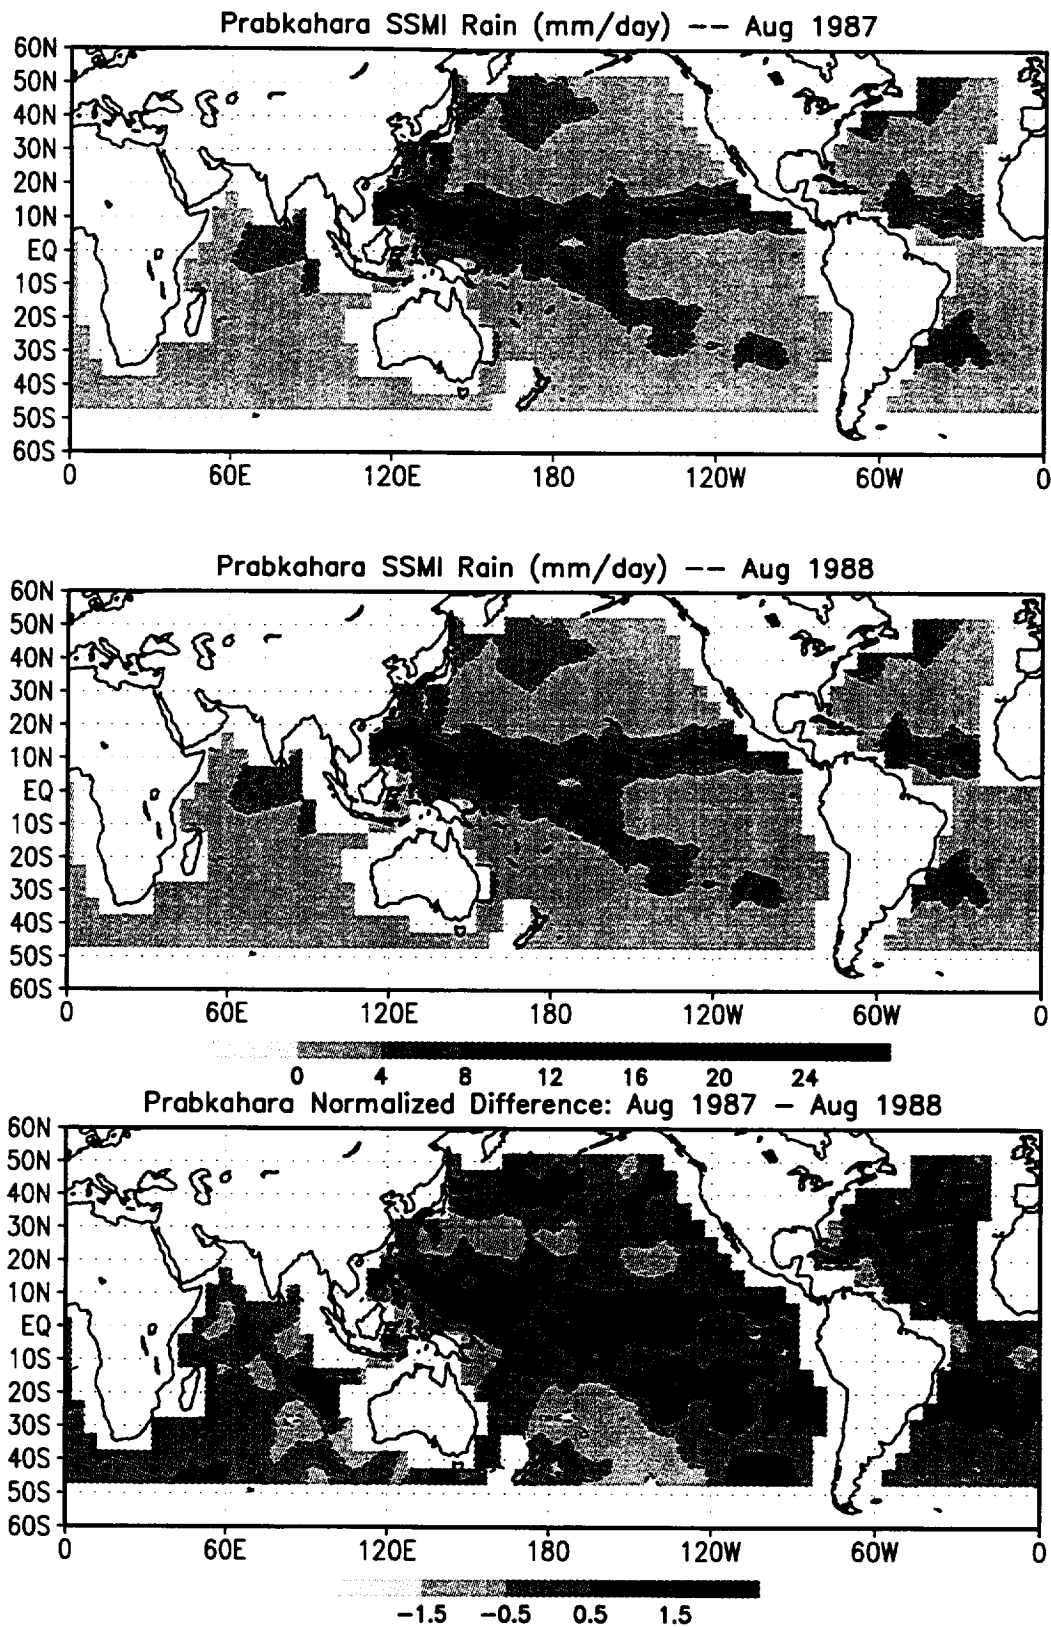 Prabkahara SSMI Rain (mm/day) -- Aug 1987
60N
50N
40N
30N
20N
10N
EQ
10S
20S
30S
40S
50S
60S
0 60E 120E 180 120W 60W 0
Prabkahara SSMI Rain (mm/day) -- Aug 1988
60N
50N
40N
30N
20N
10N
EQ
10S
20S
30S
40S
50S
60S
0 60E 120E 180 120W 60W 0
0 4 8 12 16 20 24
Prabkahara Normalized Difference: Aug 1987 - Aug 1988
60N
50N
40N
30N
20N
10N
EQ
10S
20S
30S
40S
50S
60S
0 60E 120E 180 120W 60W 0
-1.5 -0.5 0.5 1.5